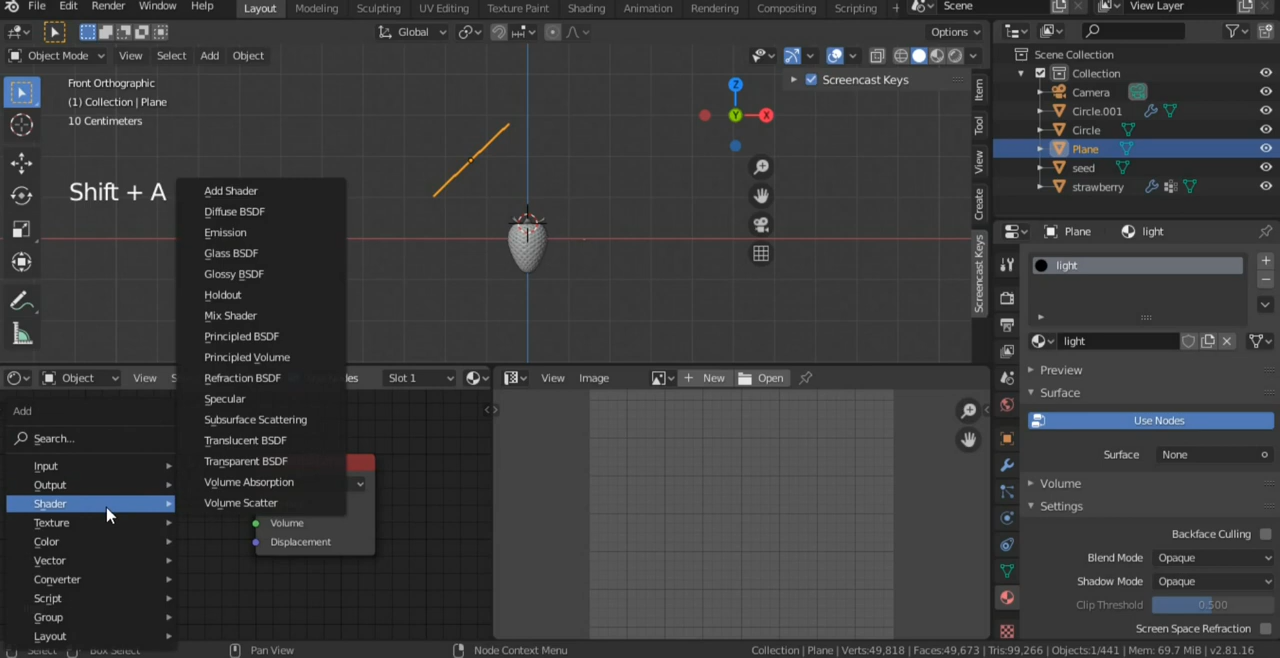 File Edit Render Window Help Layout Modeling Sculpting UV Editing Texture Paint Shading Animation Rendering Compositing Scripting + Scene View Layer
Global Options
Object Mode View Select Add Object
Front Orthographic
(1) Collection | Plane
10 Centimeters
Shift + A
Screencast Keys
Z
Y
X
Item
Tool
View
Create
Screencast Keys
Scene Collection
Collection
Camera
Circle.001
Circle
Plane
seed
strawberry
Plane light
light
light
Preview
Surface
Use Nodes
Surface None
Volume
Settings
Backface Culling
Blend Mode Opaque
Shadow Mode Opaque
Clip Threshold 0.500
Screen Space Refraction
Add Shader
Diffuse BSDF
Emission
Glass BSDF
Glossy BSDF
Holdout
Mix Shader
Principled BSDF
Principled Volume
Refraction BSDF
Specular
Subsurface Scattering
Translucent BSDF
Transparent BSDF
Volume Absorption
Volume Scatter
Object View Slot 1
View Image New Open
Add
Search...
Input
Output
Shader
Texture
Color
Vector
Converter
Script
Group
Layout
Volume
Displacement
Select Box Select Pan View Node Context Menu Collection | Plane | Verts:49,818 | Faces:49,673 | Tris:99,266 | Objects:1/441 | Mem: 69.7 MiB | v2.81.16